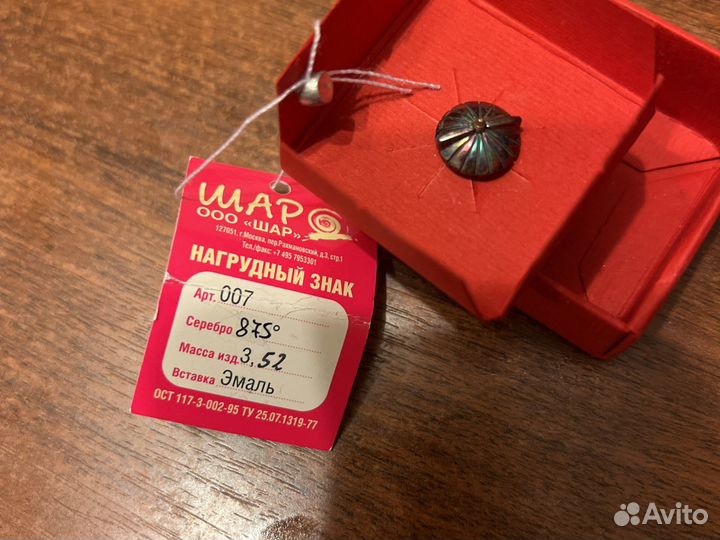 ШАР
ООО «ШАР»
127051, г.Москва, пер.Рахмановский, д.3, стр.1
Тел./факс: +7 495 7953301
НАГРУДНЫЙ ЗНАК
Арт. 007
Серебро 875°
Масса изд. 3,52
Вставка Эмаль
ОСТ 117-3-002-95 ТУ 25.07.1319-77
Avito